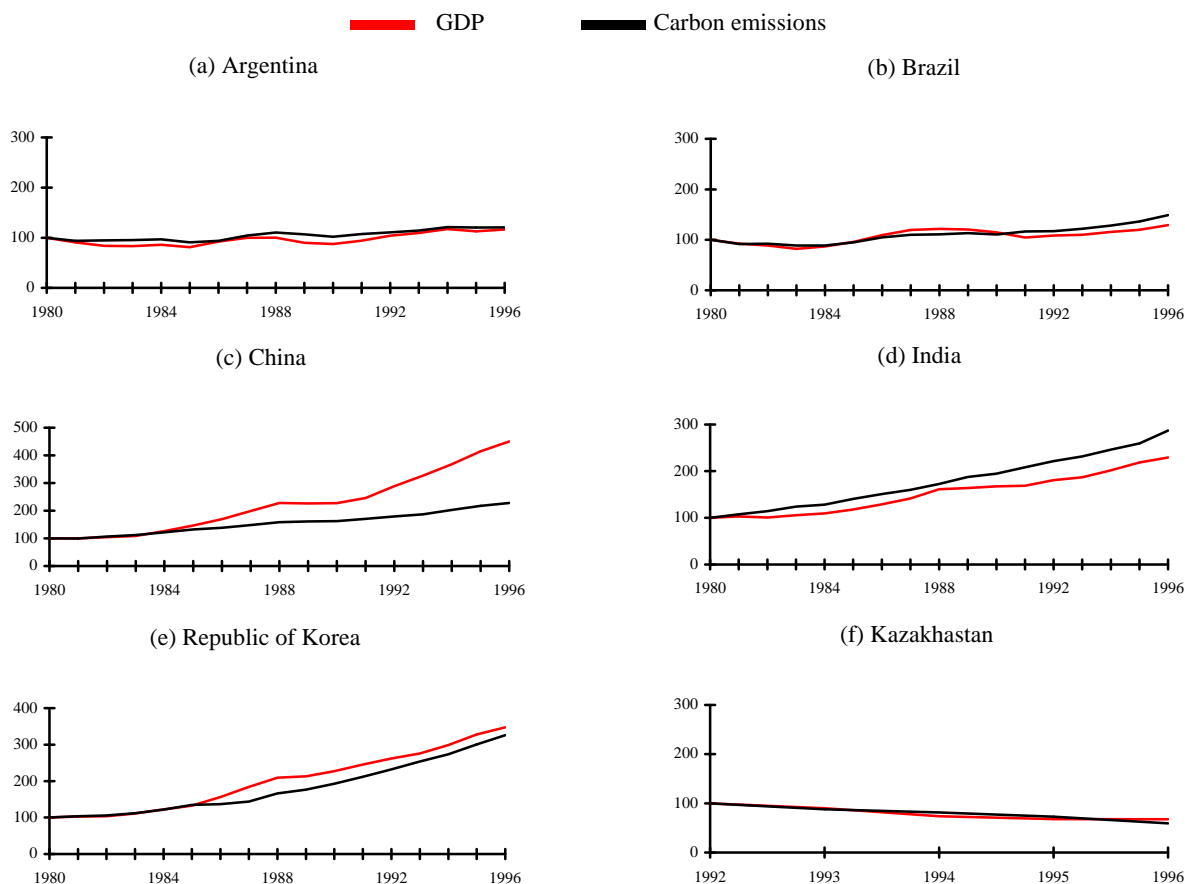 GDP Carbon emissions
(a) Argentina
(b) Brazil
300
200
100
0
1980 1984 1988 1992 1996
300
200
100
0
1980 1984 1988 1992 1996
(c) China
(d) India
500
400
300
200
100
0
1980 1984 1988 1992 1996
300
200
100
0
1980 1984 1988 1992 1996
(e) Republic of Korea
(f) Kazakhstan
400
300
200
100
0
1980 1984 1988 1992 1996
300
200
100
0
1992 1993 1994 1995 1996